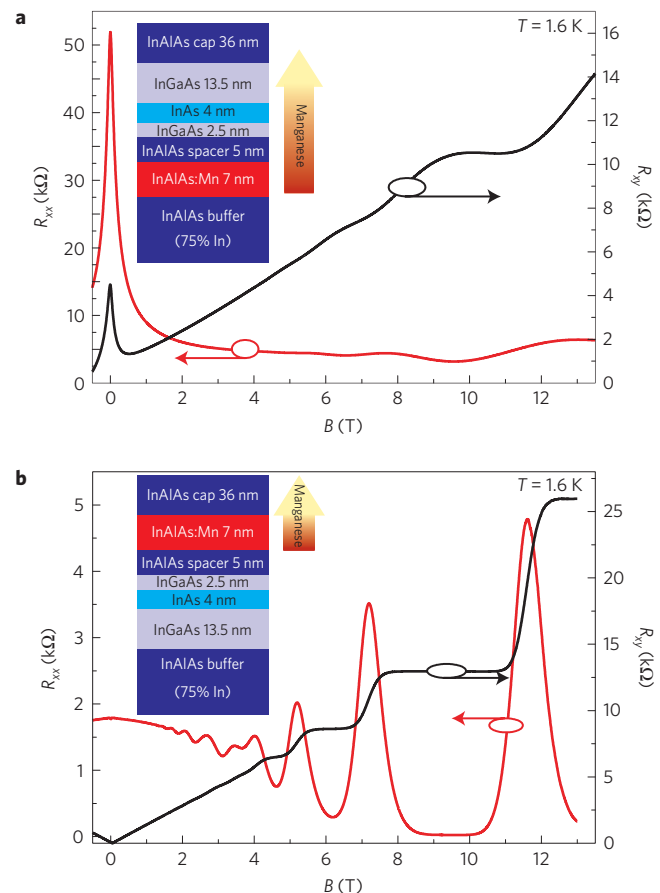 a
T = 1.6 K
50
40
30
20
10
0
R_xx (kΩ)
InAlAs cap 36 nm
InGaAs 13.5 nm
InAs 4 nm
InGaAs 2.5 nm
InAlAs spacer 5 nm
InAlAs:Mn 7 nm
InAlAs buffer
(75% In)
Manganese
16
14
12
10
8
6
4
2
0
R_xy (kΩ)
0 2 4 6 8 10 12
B (T)
b
T = 1.6 K
5
4
3
2
1
0
R_xx (kΩ)
InAlAs cap 36 nm
InAlAs:Mn 7 nm
InAlAs spacer 5 nm
InGaAs 2.5 nm
InAs 4 nm
InGaAs 13.5 nm
InAlAs buffer
(75% In)
Manganese
25
20
15
10
5
0
R_xy (kΩ)
0 2 4 6 8 10 12
B (T)